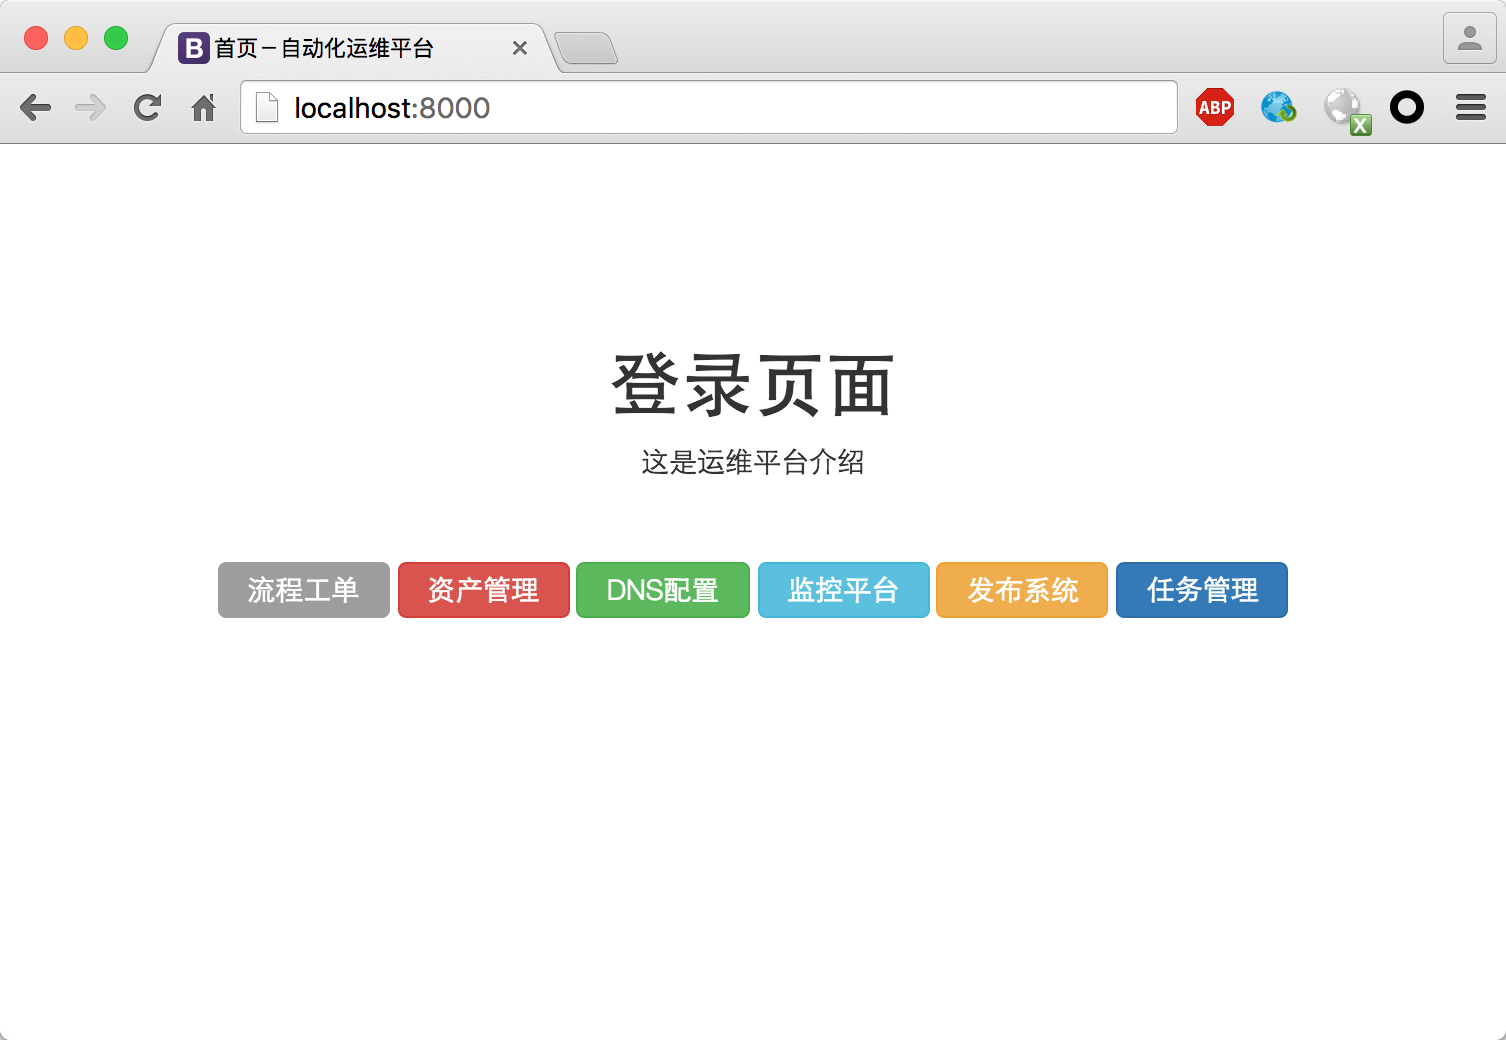 B 首页－自动化运维平台
localhost:8000
ABP
X
登录页面
这是运维平台介绍
流程工单 资产管理 DNS配置 监控平台 发布系统 任务管理